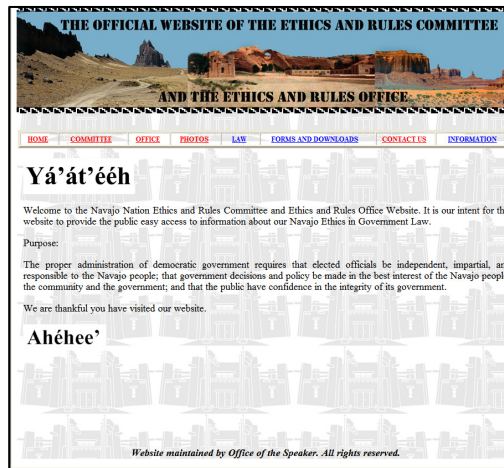 THE OFFICIAL WEBSITE OF THE ETHICS AND RULES COMMITTEE
AND THE ETHICS AND RULES OFFICE
HOME COMMITTEE OFFICE PHOTOS LAW FORMS AND DOWNLOADS CONTACT US INFORMATION
Yá’át’ééh
Welcome to the Navajo Nation Ethics and Rules Committee and Ethics and Rules Office Website. It is our intent for th
website to provide the public easy access to information about our Navajo Ethics in Government Law.
Purpose:
The proper administration of democratic government requires that elected officials be independent, impartial, an
responsible to the Navajo people; that government decisions and policy be made in the best interest of the Navajo peopl
the community and the government; and that the public have confidence in the integrity of its government.
We are thankful you have visited our website.
Ahéhee’
Website maintained by Office of the Speaker. All rights reserved.